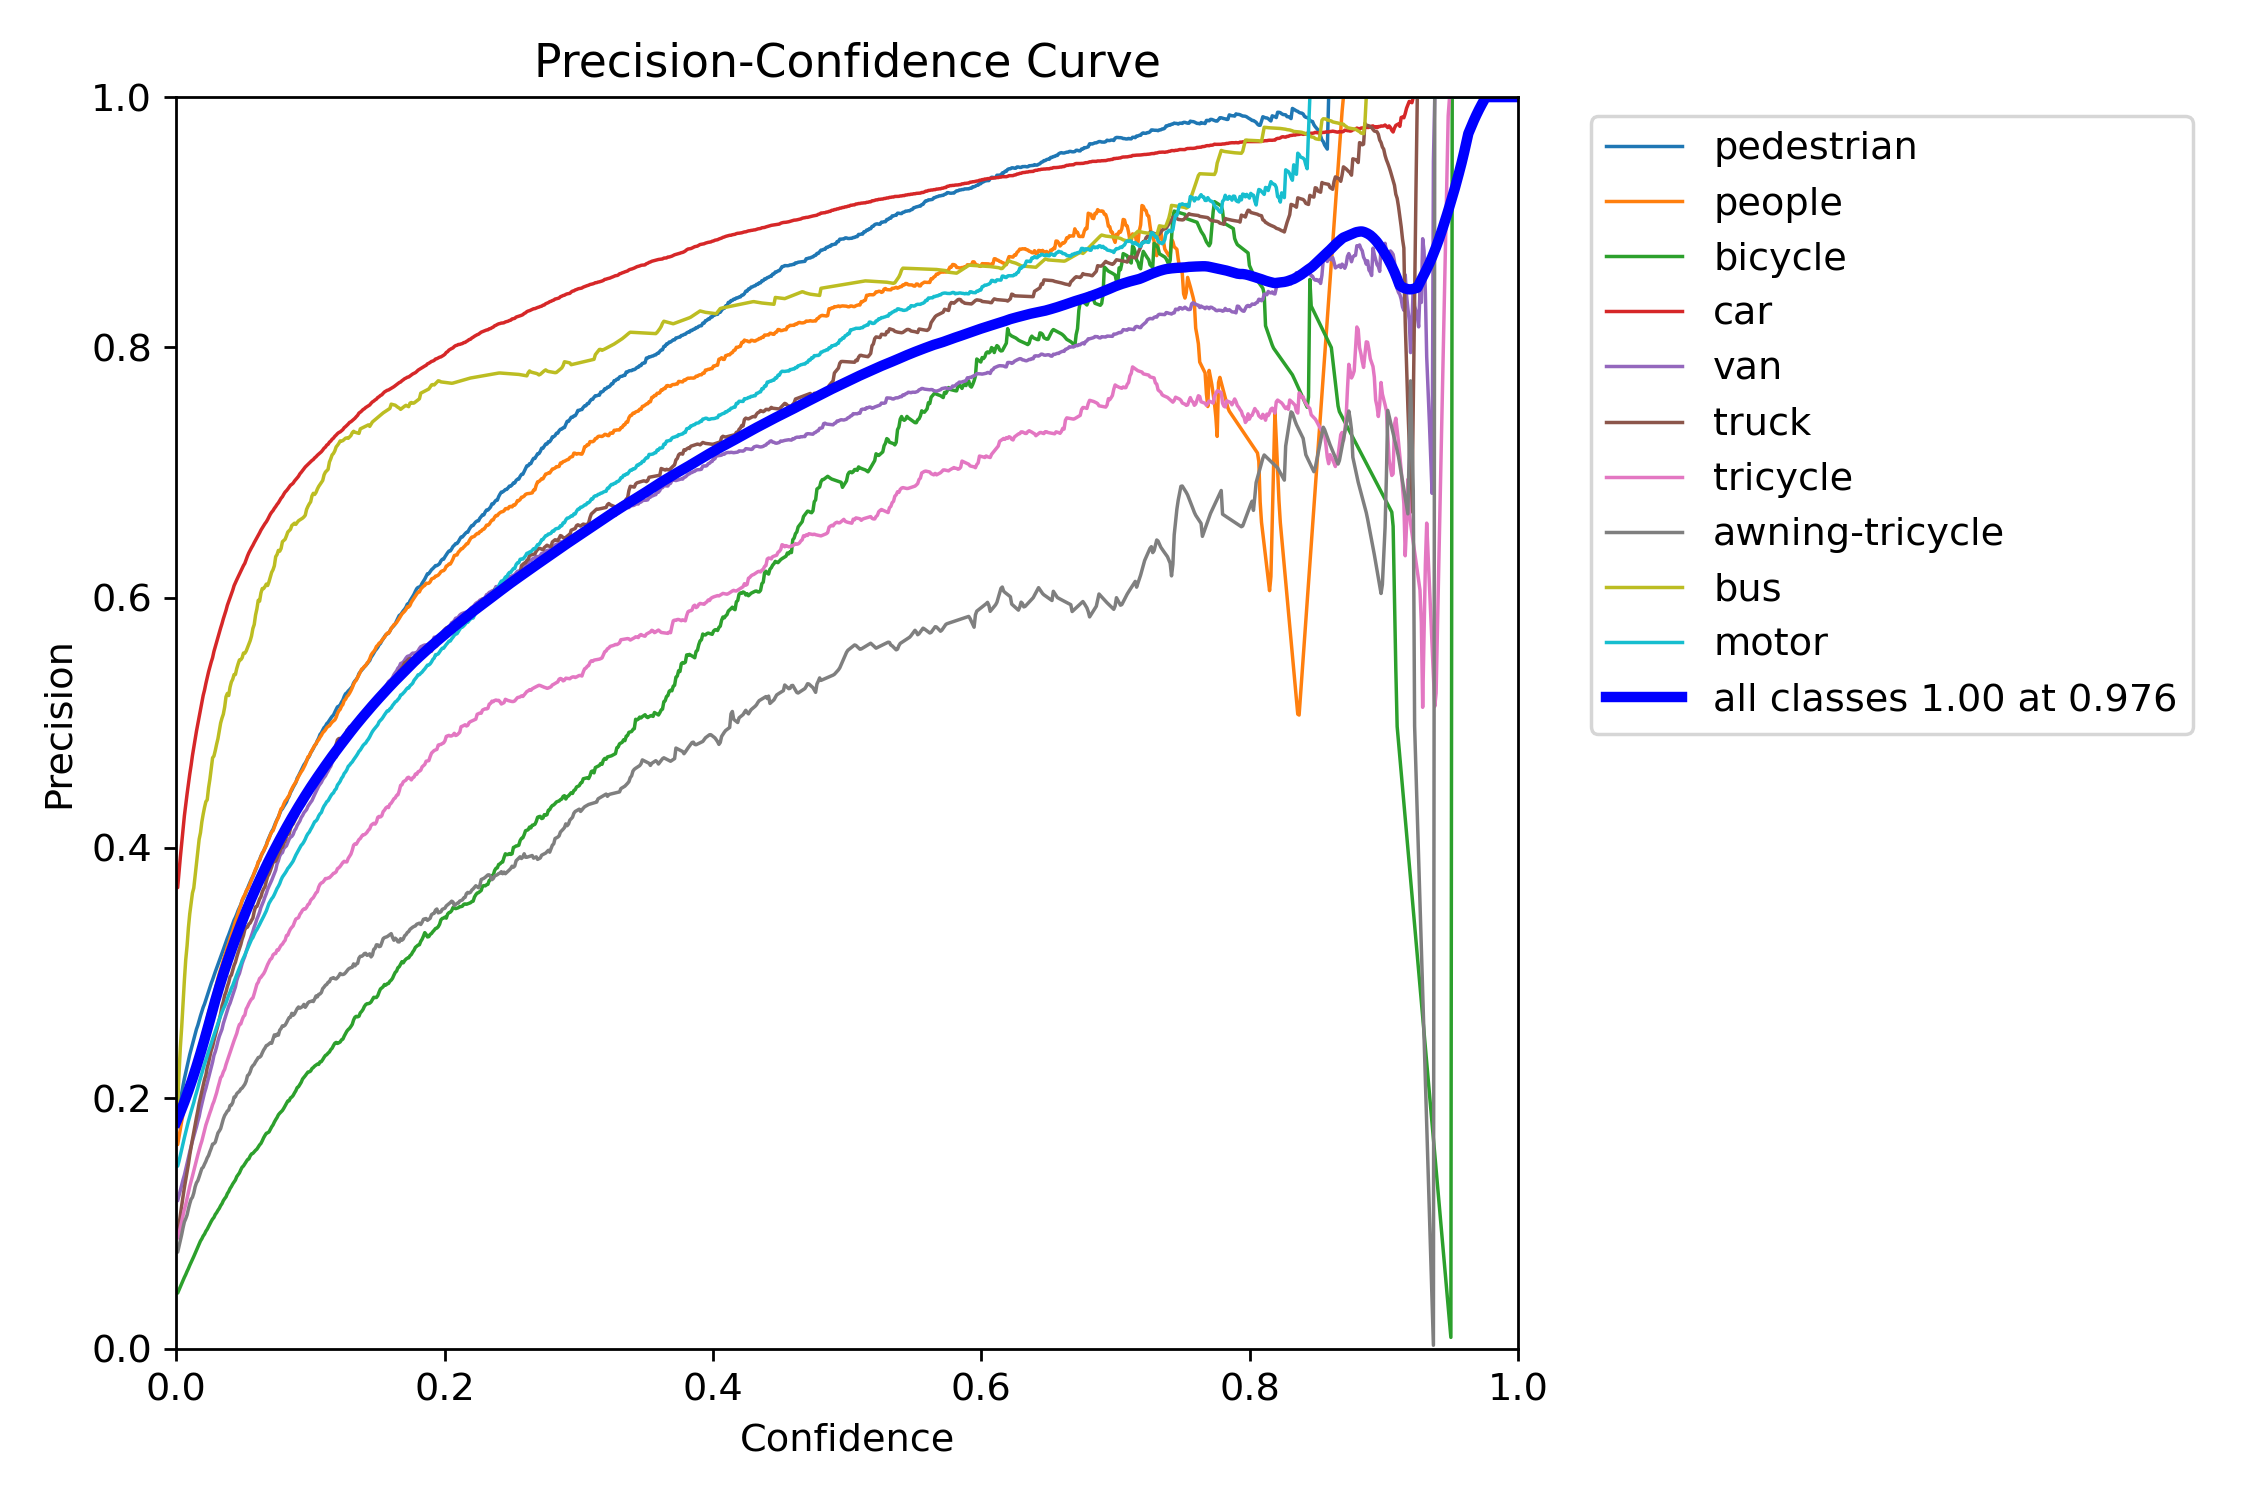 Precision-Confidence Curve
Precision
1.0
0.8
0.6
0.4
0.2
0.0
0.0 0.2 0.4 0.6 0.8 1.0
Confidence
pedestrian
people
bicycle
car
van
truck
tricycle
awning-tricycle
bus
motor
all classes 1.00 at 0.976